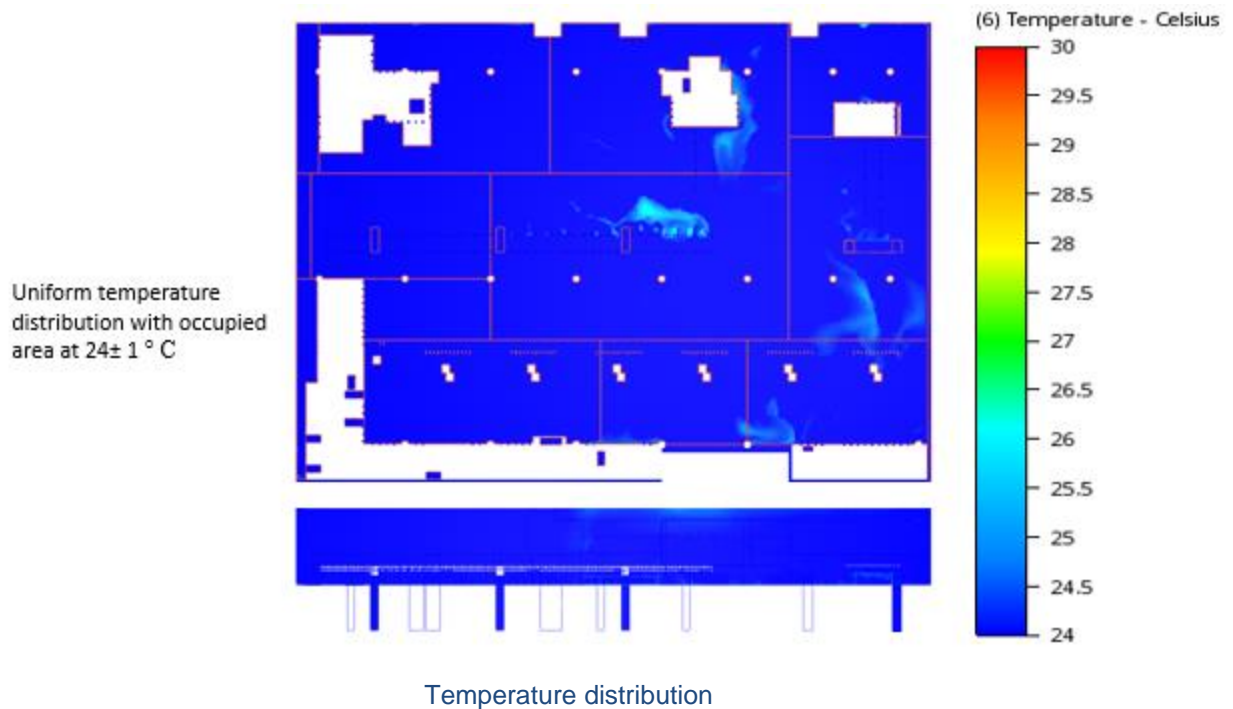 (6) Temperature - Celsius
30
29.5
29
28.5
28
27.5
27
26.5
26
25.5
25
24.5
24
Uniform temperature
distribution with occupied
area at 24± 1 ° C
Temperature distribution